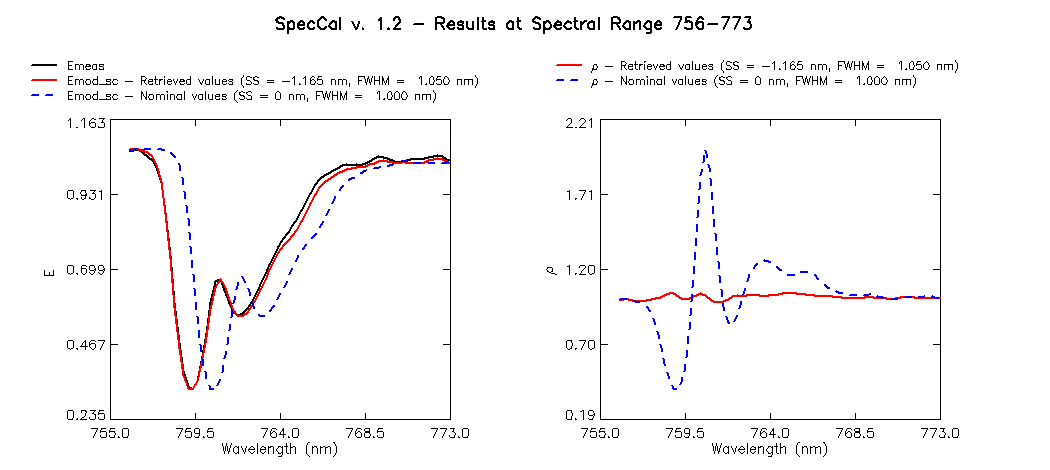 SpecCal v. 1.2 – Results at Spectral Range 756–773
Emeas
Emod_sc – Retrieved values (SS = –1.165 nm, FWHM = 1.050 nm)
Emod_sc – Nominal values (SS = 0 nm, FWHM = 1.000 nm)
ρ – Retrieved values (SS = –1.165 nm, FWHM = 1.050 nm)
ρ – Nominal values (SS = 0 nm, FWHM = 1.000 nm)
1.163
0.931
0.699
0.467
0.235
E
755.0 759.5 764.0 768.5 773.0
Wavelength (nm)
2.21
1.71
1.20
0.70
0.19
ρ
755.0 759.5 764.0 768.5 773.0
Wavelength (nm)